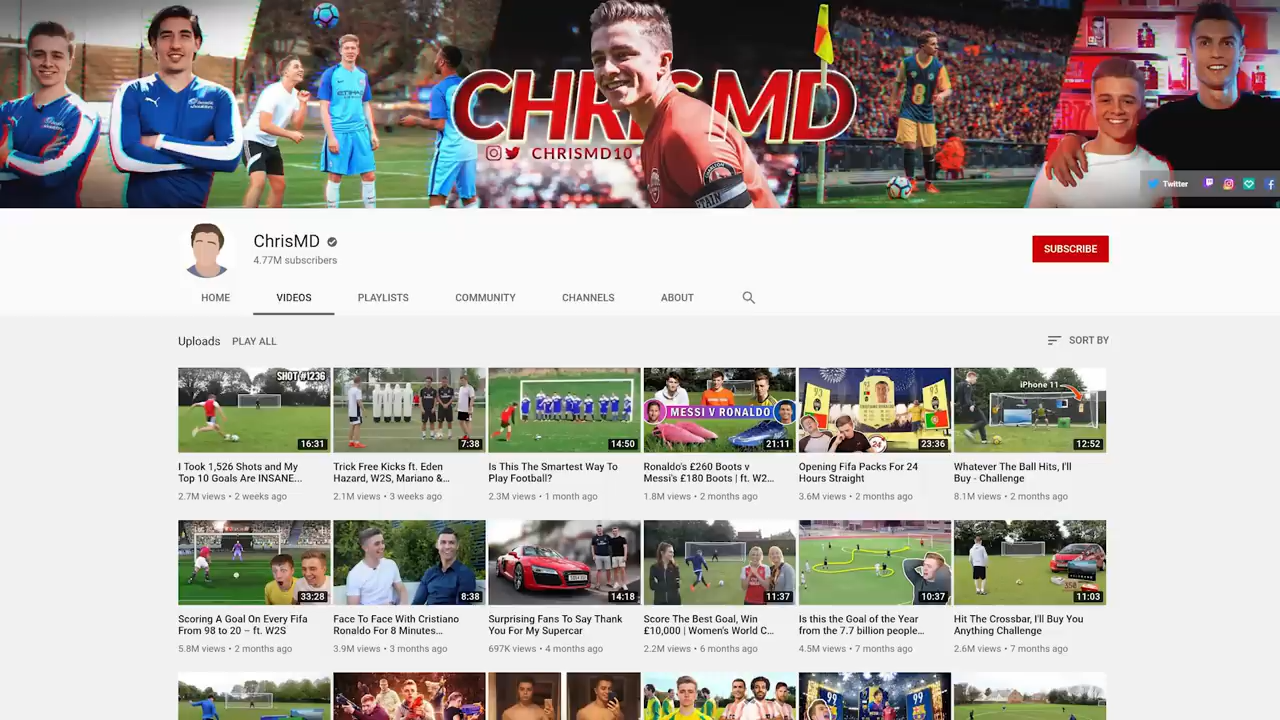 CHRISMD
CHRISMD10
Twitter
ChrisMD
4.77M subscribers
SUBSCRIBE
HOME
VIDEOS
PLAYLISTS
COMMUNITY
CHANNELS
ABOUT
Uploads
PLAY ALL
SORT BY
SHOT #1236
16:31
7:38
14:50
MESSI V RONALDO
21:11
93
93
24
23:36
iPhone 11
12:52
I Took 1,526 Shots and My
Top 10 Goals Are INSANE...
2.7M views • 2 weeks ago
Trick Free Kicks ft. Eden
Hazard, W2S, Mariano &...
2.1M views • 3 weeks ago
Is This The Smartest Way To
Play Football?
2.3M views • 1 month ago
Ronaldo's £260 Boots v
Messi's £180 Boots | ft. W2...
1.8M views • 2 months ago
Opening Fifa Packs For 24
Hours Straight
3.6M views • 2 months ago
Whatever The Ball Hits, I'll
Buy - Challenge
8.1M views • 2 months ago
33:28
8:38
14:18
11:37
10:37
11:03
Scoring A Goal On Every Fifa
From 98 to 20 – ft. W2S
5.8M views • 2 months ago
Face To Face With Cristiano
Ronaldo For 8 Minutes...
3.9M views • 3 months ago
Surprising Fans To Say Thank
You For My Supercar
697K views • 4 months ago
Score The Best Goal, Win
£10,000 | Women's World C...
2.2M views • 6 months ago
Is this the Goal of the Year
from the 7.7 billion people...
4.5M views • 7 months ago
Hit The Crossbar, I'll Buy You
Anything Challenge
2.6M views • 7 months ago
99
99